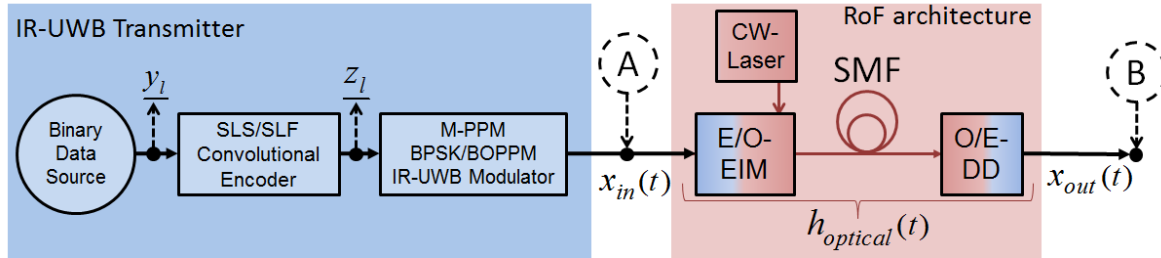 IR-UWB Transmitter
RoF architecture
y_l
z_l
A
B
CW-
Laser
SMF
Binary
Data
Source
SLS/SLF
Convolutional
Encoder
M-PPM
BPSK/BOPPM
IR-UWB Modulator
E/O-
EIM
O/E-
DD
x_in(t)
x_out(t)
h_optical(t)